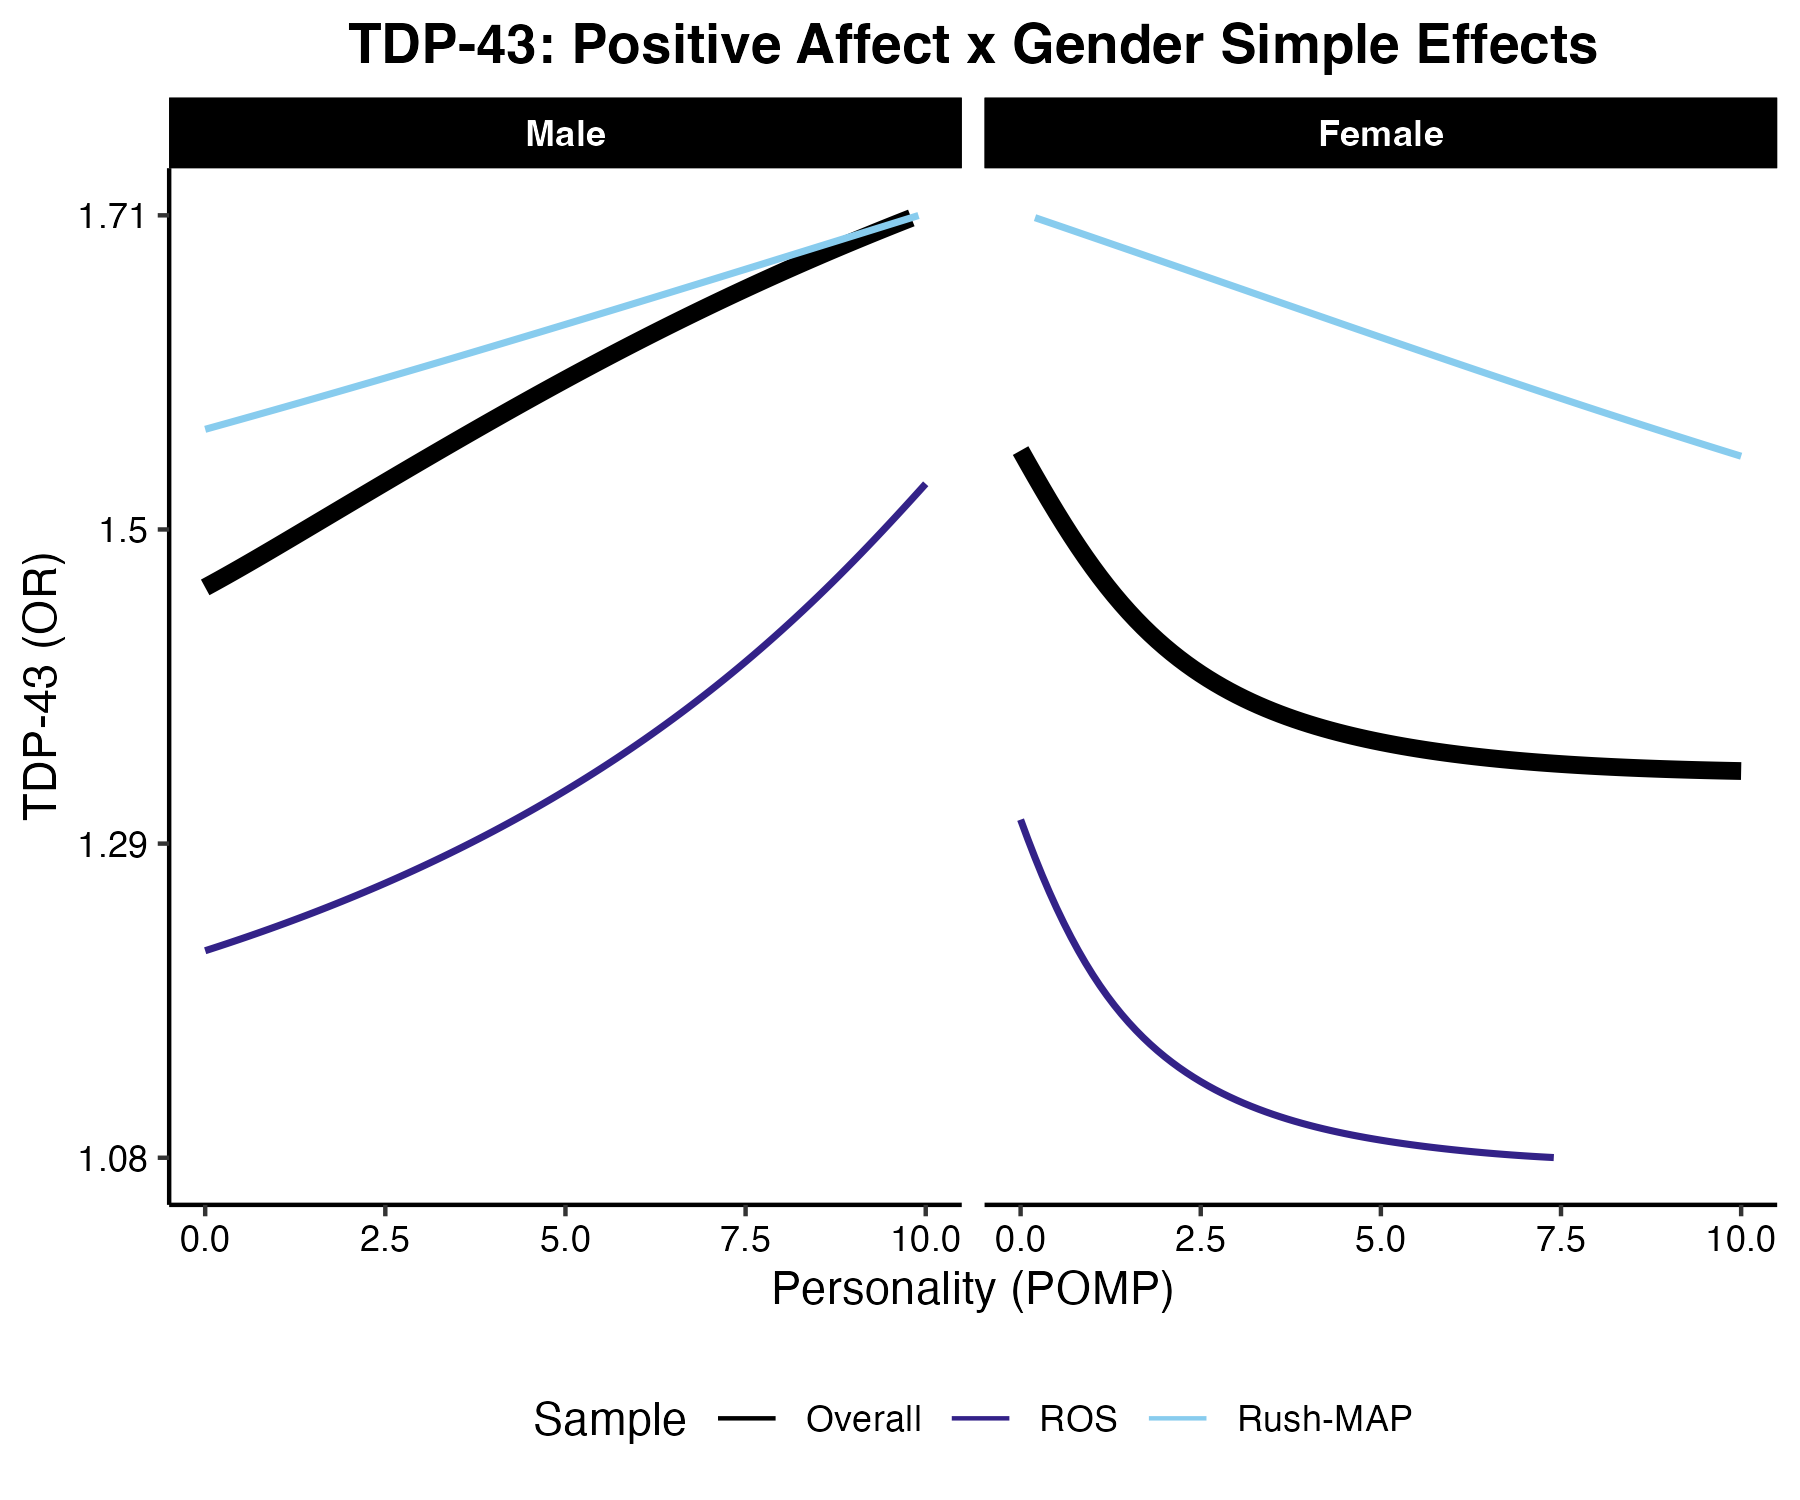 TDP-43: Positive Affect x Gender Simple Effects
Male
Female
TDP-43 (OR)
1.71
1.5
1.29
1.08
0.0 2.5 5.0 7.5 10.0
0.0 2.5 5.0 7.5 10.0
Personality (POMP)
Sample Overall ROS Rush-MAP